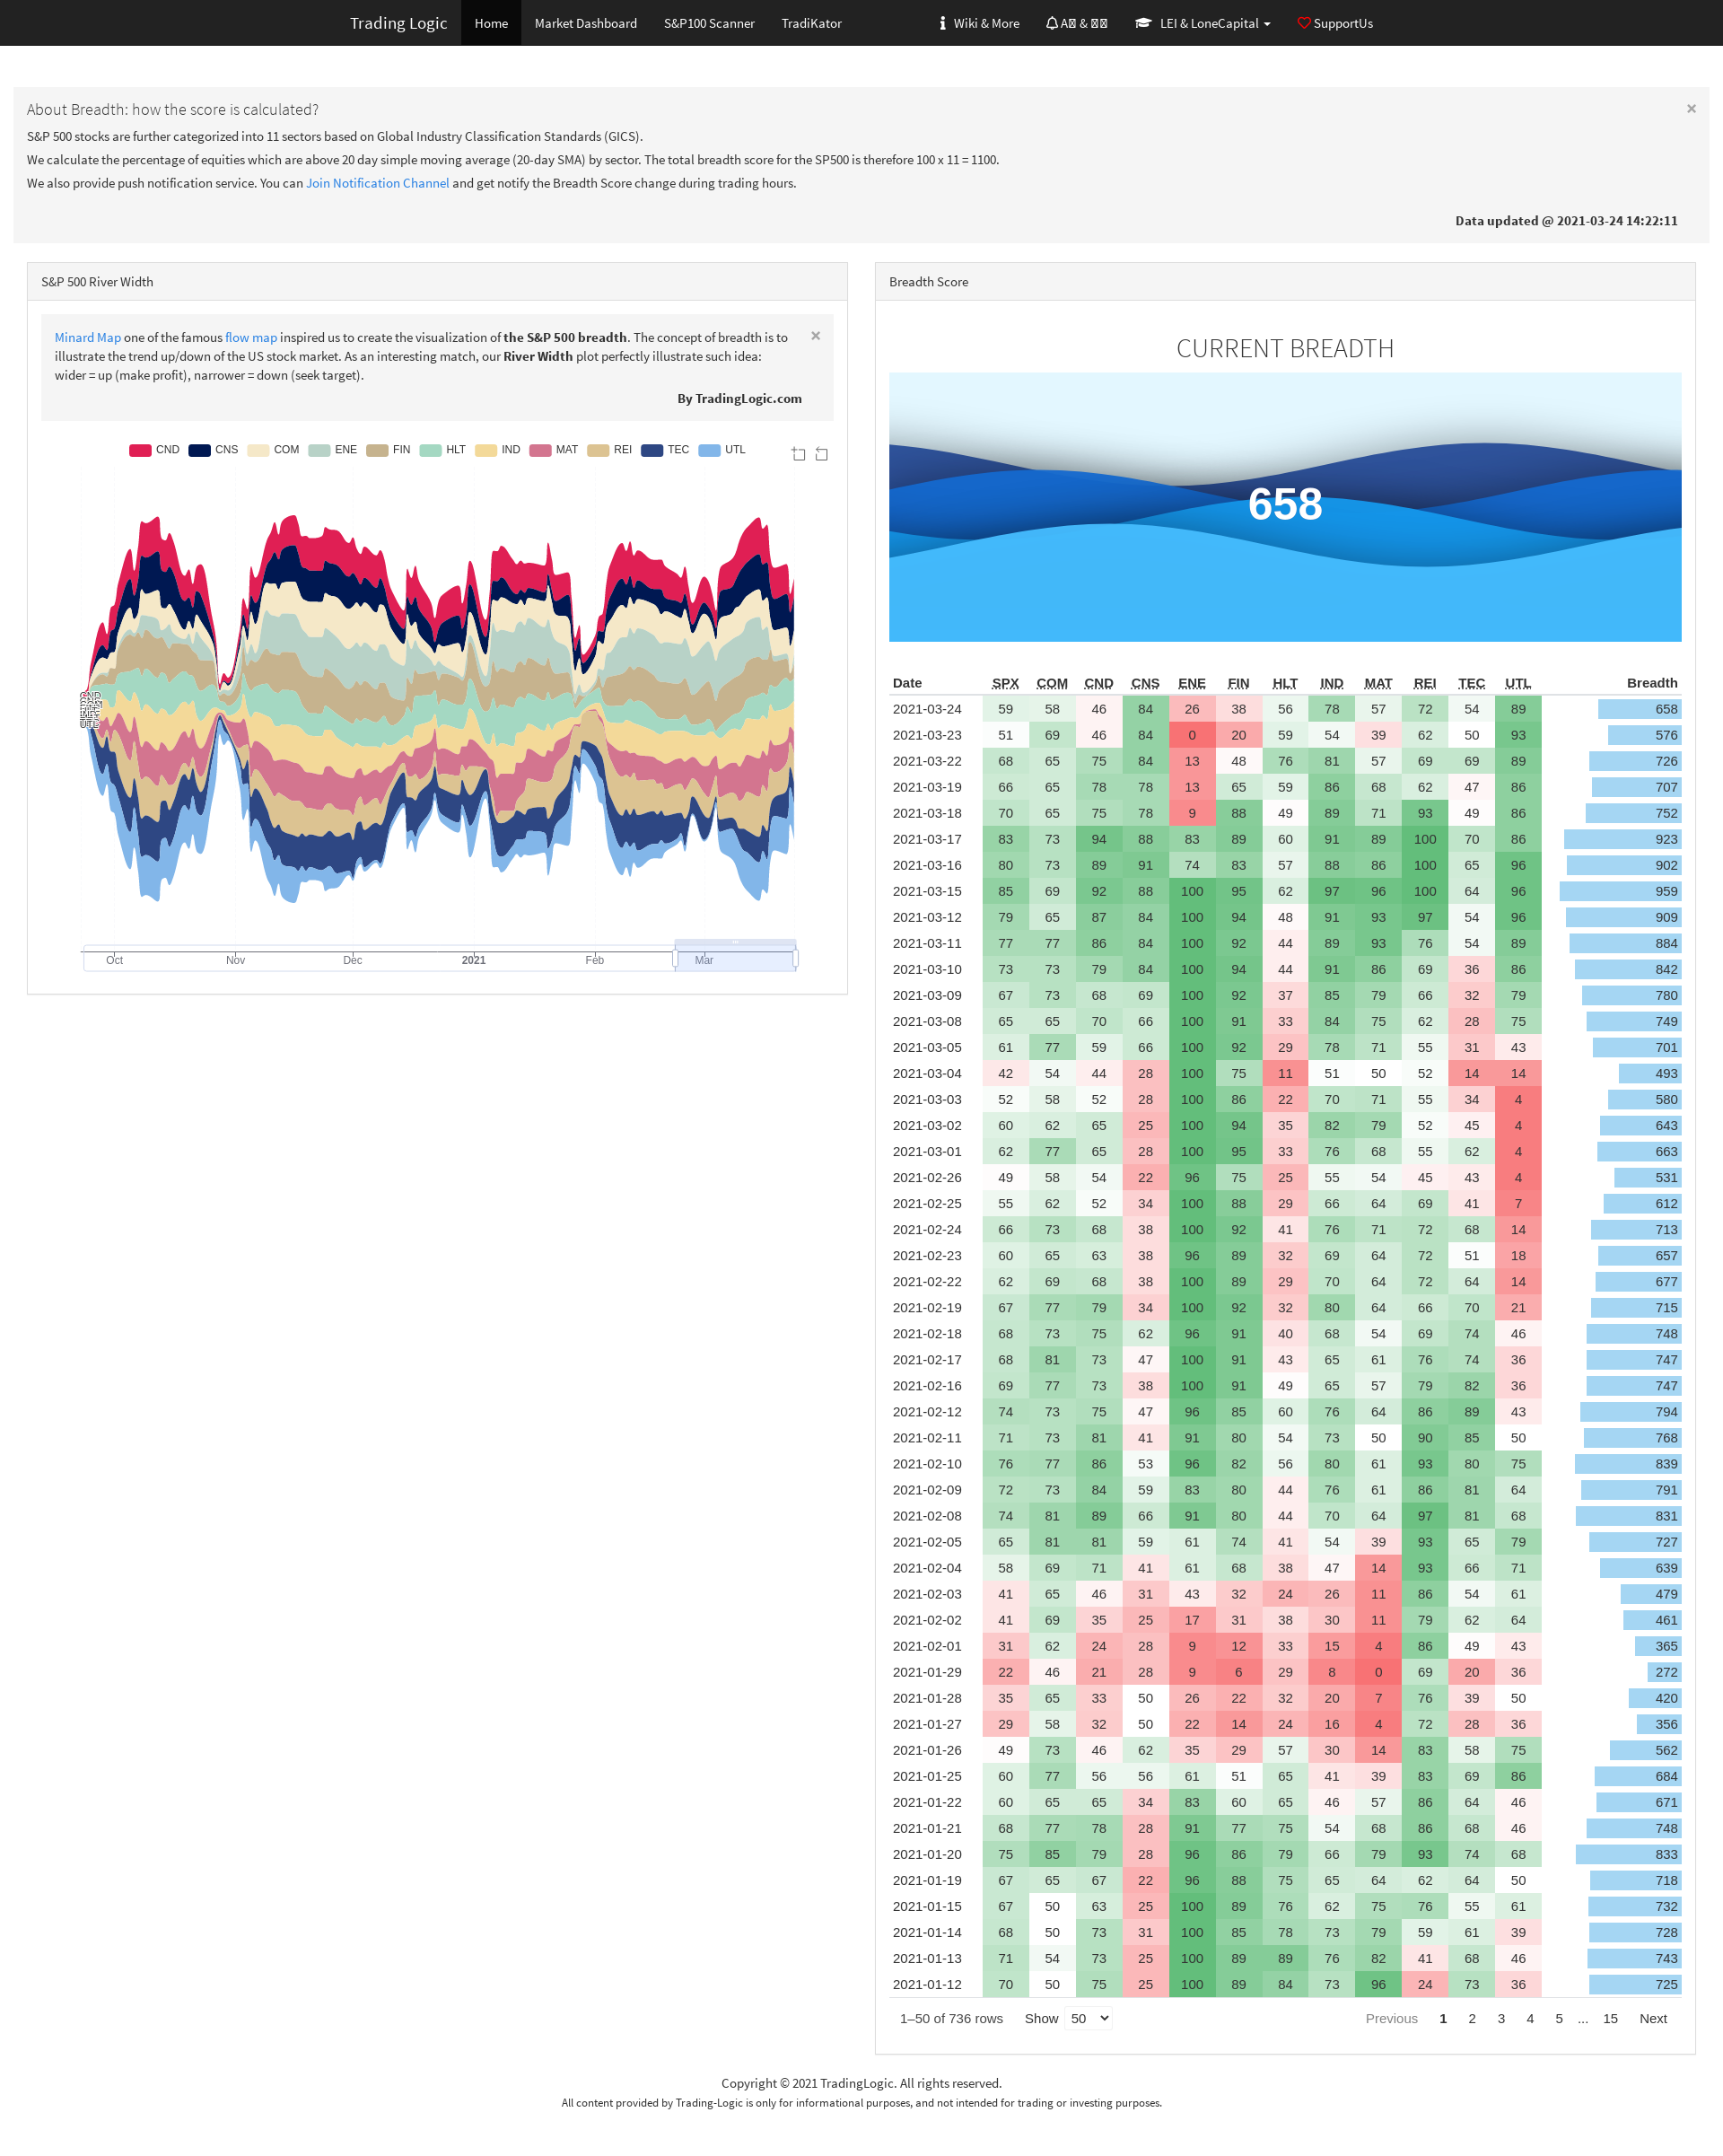 Trading Logic Home Market Dashboard S&P100 Scanner TradiKator Wiki & More LEI & LoneCapital SupportUs
About Breadth: how the score is calculated? ×
S&P 500 stocks are further categorized into 11 sectors based on Global Industry Classification Standards (GICS).
We calculate the percentage of equities which are above 20 day simple moving average (20-day SMA) by sector. The total breadth score for the SP500 is therefore 100 x 11 = 1100.
We also provide push notification service. You can Join Notification Channel and get notify the Breadth Score change during trading hours.
Data updated @ 2021-03-24 14:22:11
S&P 500 River Width
Minard Map one of the famous flow map inspired us to create the visualization of the S&P 500 breadth. The concept of breadth is to ×
illustrate the trend up/down of the US stock market. As an interesting match, our River Width plot perfectly illustrate such idea:
wider = up (make profit), narrower = down (seek target).
By TradingLogic.com
CND CNS COM ENE FIN HLT IND MAT REI TEC UTL
Oct Nov Dec 2021 Feb Mar
Breadth Score
CURRENT BREADTH
658
Date SPX COM CND CNS ENE FIN HLT IND MAT REI TEC UTL Breadth
2021-03-24 59 58 46 84 26 38 56 78 57 72 54 89 658
2021-03-23 51 69 46 84 0 20 59 54 39 62 50 93 576
2021-03-22 68 65 75 84 13 48 76 81 57 69 69 89 726
2021-03-19 66 65 78 78 13 65 59 86 68 62 47 86 707
2021-03-18 70 65 75 78 9 88 49 89 71 93 49 86 752
2021-03-17 83 73 94 88 83 89 60 91 89 100 70 86 923
2021-03-16 80 73 89 91 74 83 57 88 86 100 65 96 902
2021-03-15 85 69 92 88 100 95 62 97 96 100 64 96 959
2021-03-12 79 65 87 84 100 94 48 91 93 97 54 96 909
2021-03-11 77 77 86 84 100 92 44 89 93 76 54 89 884
2021-03-10 73 73 79 84 100 94 44 91 86 69 36 86 842
2021-03-09 67 73 68 69 100 92 37 85 79 66 32 79 780
2021-03-08 65 65 70 66 100 91 33 84 75 62 28 75 749
2021-03-05 61 77 59 66 100 92 29 78 71 55 31 43 701
2021-03-04 42 54 44 28 100 75 11 51 50 52 14 14 493
2021-03-03 52 58 52 28 100 86 22 70 71 55 34 4 580
2021-03-02 60 62 65 25 100 94 35 82 79 52 45 4 643
2021-03-01 62 77 65 28 100 95 33 76 68 55 62 4 663
2021-02-26 49 58 54 22 96 75 25 55 54 45 43 4 531
2021-02-25 55 62 52 34 100 88 29 66 64 69 41 7 612
2021-02-24 66 73 68 38 100 92 41 76 71 72 68 14 713
2021-02-23 60 65 63 38 96 89 32 69 64 72 51 18 657
2021-02-22 62 69 68 38 100 89 29 70 64 72 64 14 677
2021-02-19 67 77 79 34 100 92 32 80 64 66 70 21 715
2021-02-18 68 73 75 62 96 91 40 68 54 69 74 46 748
2021-02-17 68 81 73 47 100 91 43 65 61 76 74 36 747
2021-02-16 69 77 73 38 100 91 49 65 57 79 82 36 747
2021-02-12 74 73 75 47 96 85 60 76 64 86 89 43 794
2021-02-11 71 73 81 41 91 80 54 73 50 90 85 50 768
2021-02-10 76 77 86 53 96 82 56 80 61 93 80 75 839
2021-02-09 72 73 84 59 83 80 44 76 61 86 81 64 791
2021-02-08 74 81 89 66 91 80 44 70 64 97 81 68 831
2021-02-05 65 81 81 59 61 74 41 54 39 93 65 79 727
2021-02-04 58 69 71 41 61 68 38 47 14 93 66 71 639
2021-02-03 41 65 46 31 43 32 24 26 11 86 54 61 479
2021-02-02 41 69 35 25 17 31 38 30 11 79 62 64 461
2021-02-01 31 62 24 28 9 12 33 15 4 86 49 43 365
2021-01-29 22 46 21 28 9 6 29 8 0 69 20 36 272
2021-01-28 35 65 33 50 26 22 32 20 7 76 39 50 420
2021-01-27 29 58 32 50 22 14 24 16 4 72 28 36 356
2021-01-26 49 73 46 62 35 29 57 30 14 83 58 75 562
2021-01-25 60 77 56 56 61 51 65 41 39 83 69 86 684
2021-01-22 60 65 65 34 83 60 65 46 57 86 64 46 671
2021-01-21 68 77 78 28 91 77 75 54 68 86 68 46 748
2021-01-20 75 85 79 28 96 86 79 66 79 93 74 68 833
2021-01-19 67 65 67 22 96 88 75 65 64 62 64 50 718
2021-01-15 67 50 63 25 100 89 76 62 75 76 55 61 732
2021-01-14 68 50 73 31 100 85 78 73 79 59 61 39 728
2021-01-13 71 54 73 25 100 89 89 76 82 41 68 46 743
2021-01-12 70 50 75 25 100 89 84 73 96 24 73 36 725
1–50 of 736 rows Show 50 Previous 1 2 3 4 5 ... 15 Next
Copyright © 2021 TradingLogic. All rights reserved.
All content provided by Trading-Logic is only for informational purposes, and not intended for trading or investing purposes.